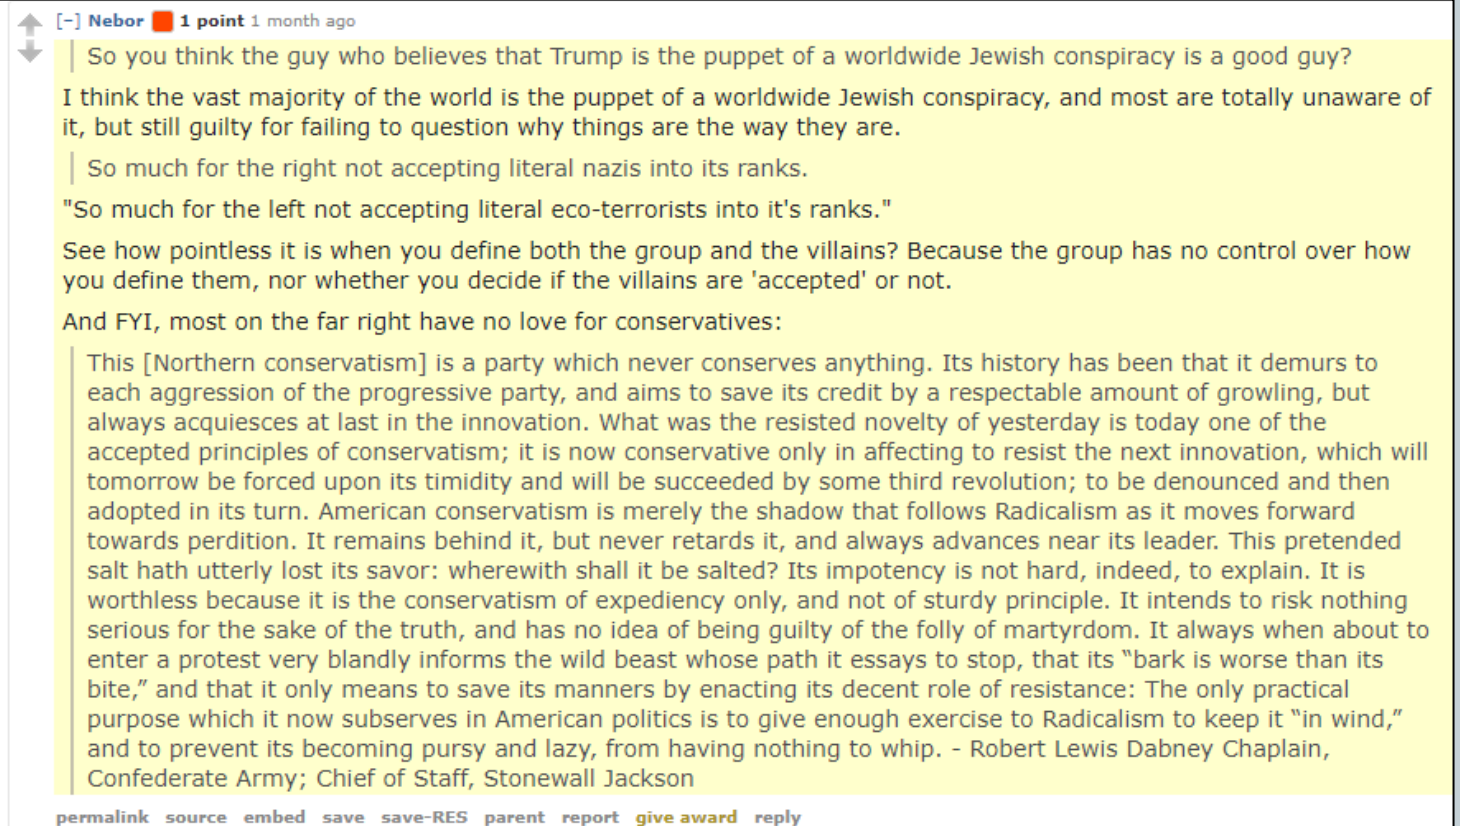 [–] Nebor 1 point 1 month ago
So you think the guy who believes that Trump is the puppet of a worldwide Jewish conspiracy is a good guy?
I think the vast majority of the world is the puppet of a worldwide Jewish conspiracy, and most are totally unaware of
it, but still guilty for failing to question why things are the way they are.
So much for the right not accepting literal nazis into its ranks.
"So much for the left not accepting literal eco-terrorists into it's ranks."
See how pointless it is when you define both the group and the villains? Because the group has no control over how
you define them, nor whether you decide if the villains are 'accepted' or not.
And FYI, most on the far right have no love for conservatives:
This [Northern conservatism] is a party which never conserves anything. Its history has been that it demurs to
each aggression of the progressive party, and aims to save its credit by a respectable amount of growling, but
always acquiesces at last in the innovation. What was the resisted novelty of yesterday is today one of the
accepted principles of conservatism; it is now conservative only in affecting to resist the next innovation, which will
tomorrow be forced upon its timidity and will be succeeded by some third revolution; to be denounced and then
adopted in its turn. American conservatism is merely the shadow that follows Radicalism as it moves forward
towards perdition. It remains behind it, but never retards it, and always advances near its leader. This pretended
salt hath utterly lost its savor: wherewith shall it be salted? Its impotency is not hard, indeed, to explain. It is
worthless because it is the conservatism of expediency only, and not of sturdy principle. It intends to risk nothing
serious for the sake of the truth, and has no idea of being guilty of the folly of martyrdom. It always when about to
enter a protest very blandly informs the wild beast whose path it essays to stop, that its “bark is worse than its
bite,” and that it only means to save its manners by enacting its decent role of resistance: The only practical
purpose which it now subserves in American politics is to give enough exercise to Radicalism to keep it “in wind,”
and to prevent its becoming pursy and lazy, from having nothing to whip. - Robert Lewis Dabney Chaplain,
Confederate Army; Chief of Staff, Stonewall Jackson
permalink source embed save save-RES parent report give award reply